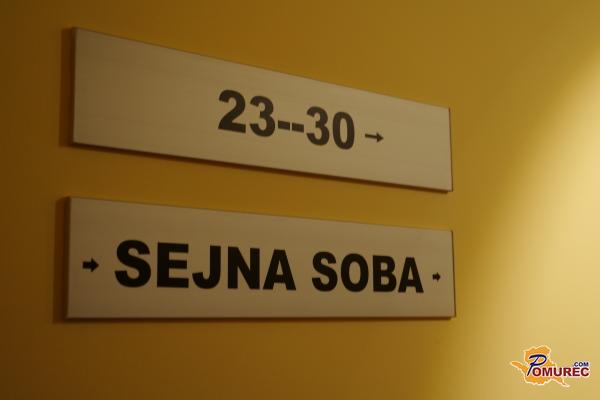 23--30 →
→ SEJNA SOBA →
POMUREC.COM